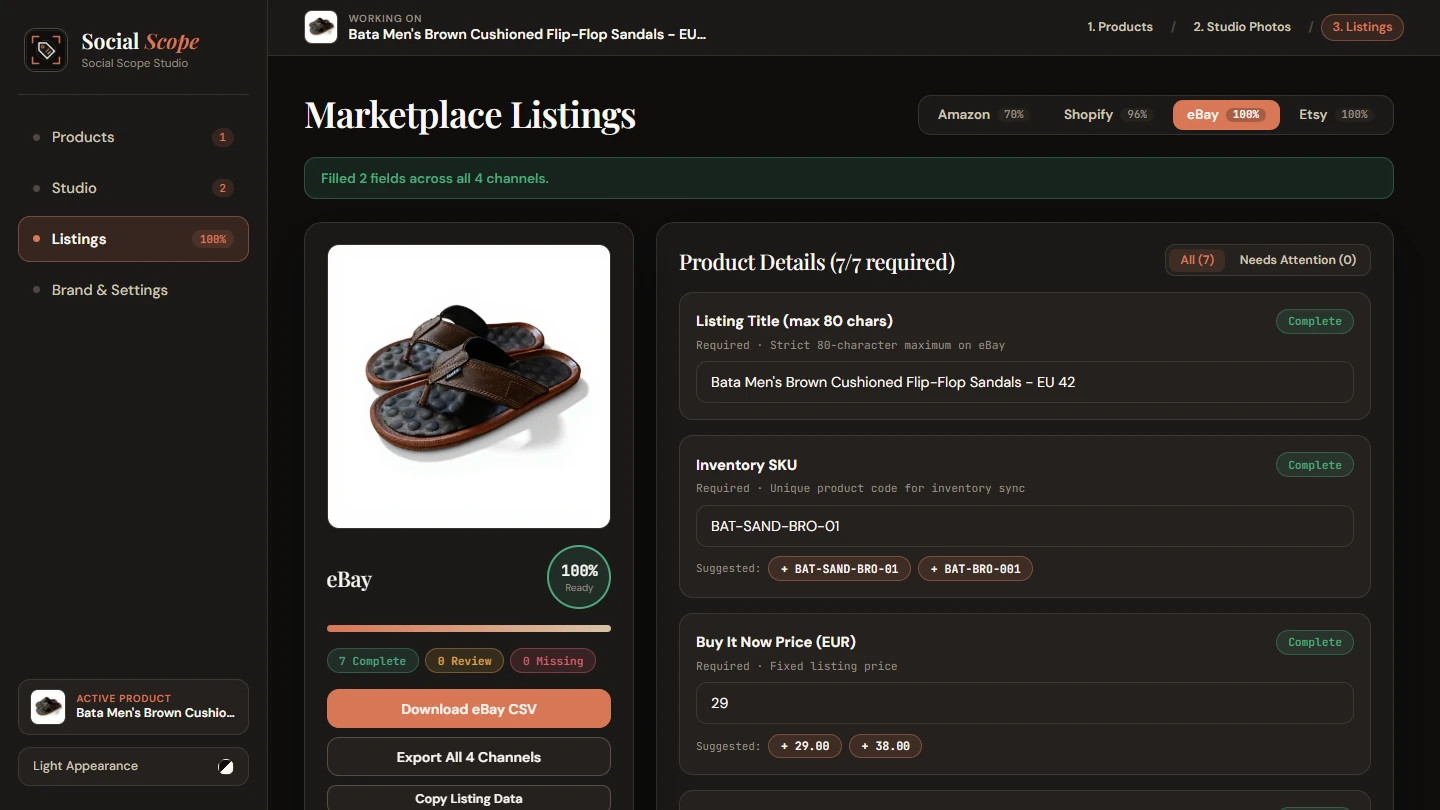 Social Scope
Social Scope Studio
Products 1
Studio 2
Listings 100%
Brand & Settings
ACTIVE PRODUCT
Bata Men's Brown Cushio...
Light Appearance
WORKING ON
Bata Men's Brown Cushioned Flip-Flop Sandals - EU...
1. Products / 2. Studio Photos / 3. Listings
Marketplace Listings
Amazon 70% Shopify 96% eBay 100% Etsy 100%
Filled 2 fields across all 4 channels.
eBay
100%
Ready
7 Complete 0 Review 0 Missing
Download eBay CSV
Export All 4 Channels
Copy Listing Data
Product Details (7/7 required)
All (7) Needs Attention (0)
Listing Title (max 80 chars)
Complete
Required · Strict 80-character maximum on eBay
Bata Men's Brown Cushioned Flip-Flop Sandals - EU 42
Inventory SKU
Complete
Required · Unique product code for inventory sync
BAT-SAND-BRO-01
Suggested: + BAT-SAND-BRO-01 + BAT-BRO-001
Buy It Now Price (EUR)
Complete
Required · Fixed listing price
29
Suggested: + 29.00 + 38.00